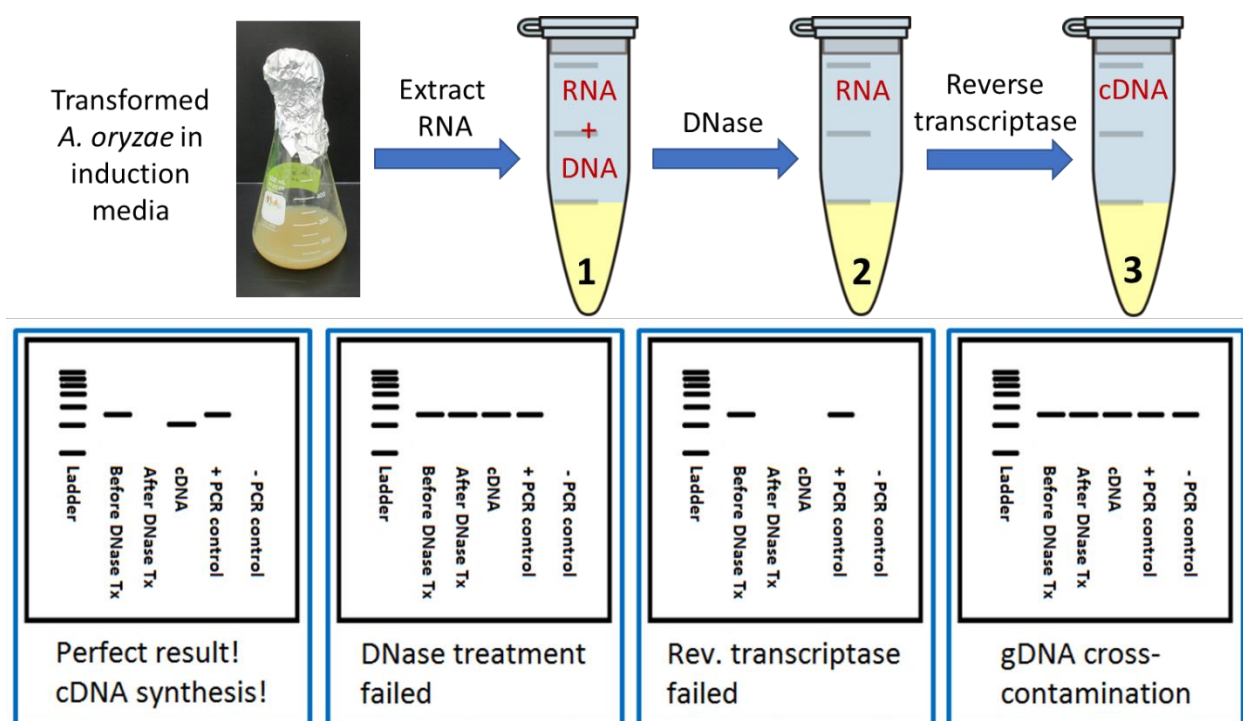 Transformed
A. oryzae in
induction
media
Extract
RNA
RNA
+
DNA
1
DNase
RNA
2
Reverse
transcriptase
cDNA
3
Ladder
Before DNase Tx
After DNase Tx
cDNA
+ PCR control
- PCR control
Perfect result!
cDNA synthesis!
Ladder
Before DNase Tx
After DNase Tx
cDNA
+ PCR control
- PCR control
DNase treatment
failed
Ladder
Before DNase Tx
After DNase Tx
cDNA
+ PCR control
- PCR control
Rev. transcriptase
failed
Ladder
Before DNase Tx
After DNase Tx
cDNA
+ PCR control
- PCR control
gDNA cross-
contamination